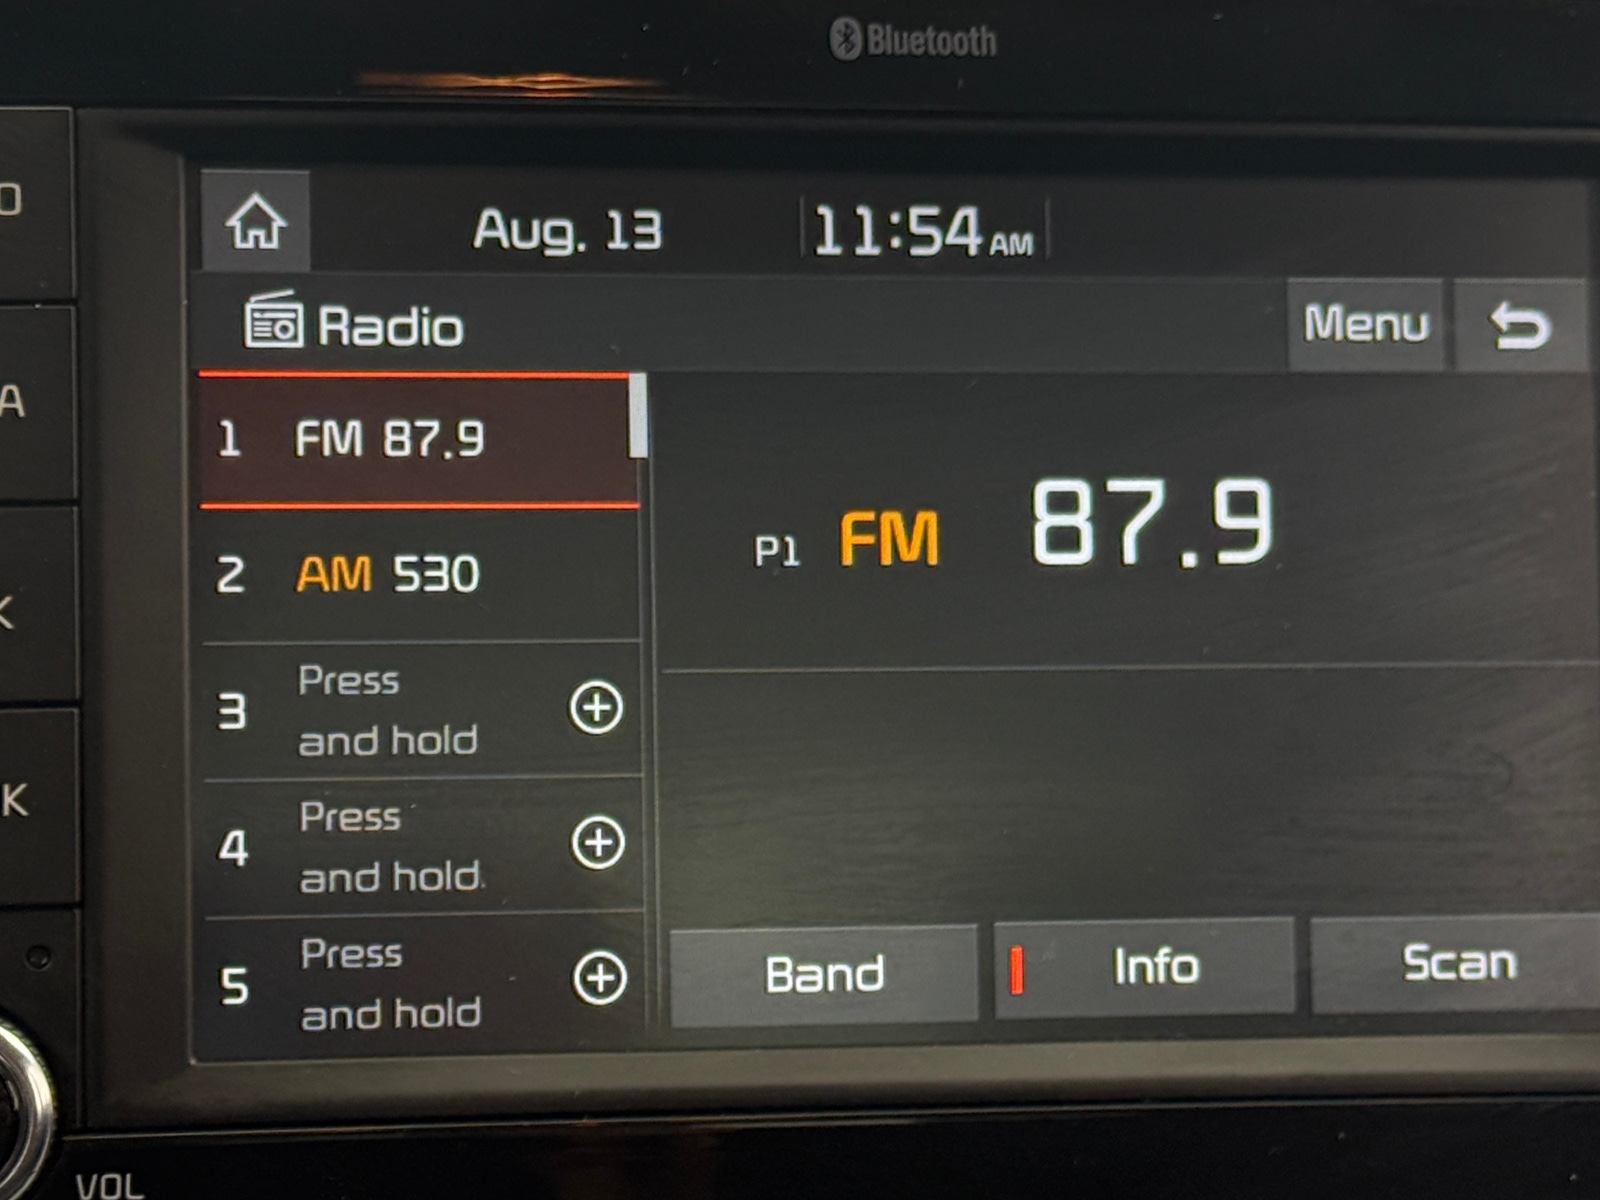 Bluetooth
Aug. 13 11:54 AM
Radio
Menu
1 FM 87.9
P1 FM 87.9
2 AM 530
3 Press
and hold
4 Press
and hold
5 Press
and hold
Band
Info
Scan
VOL